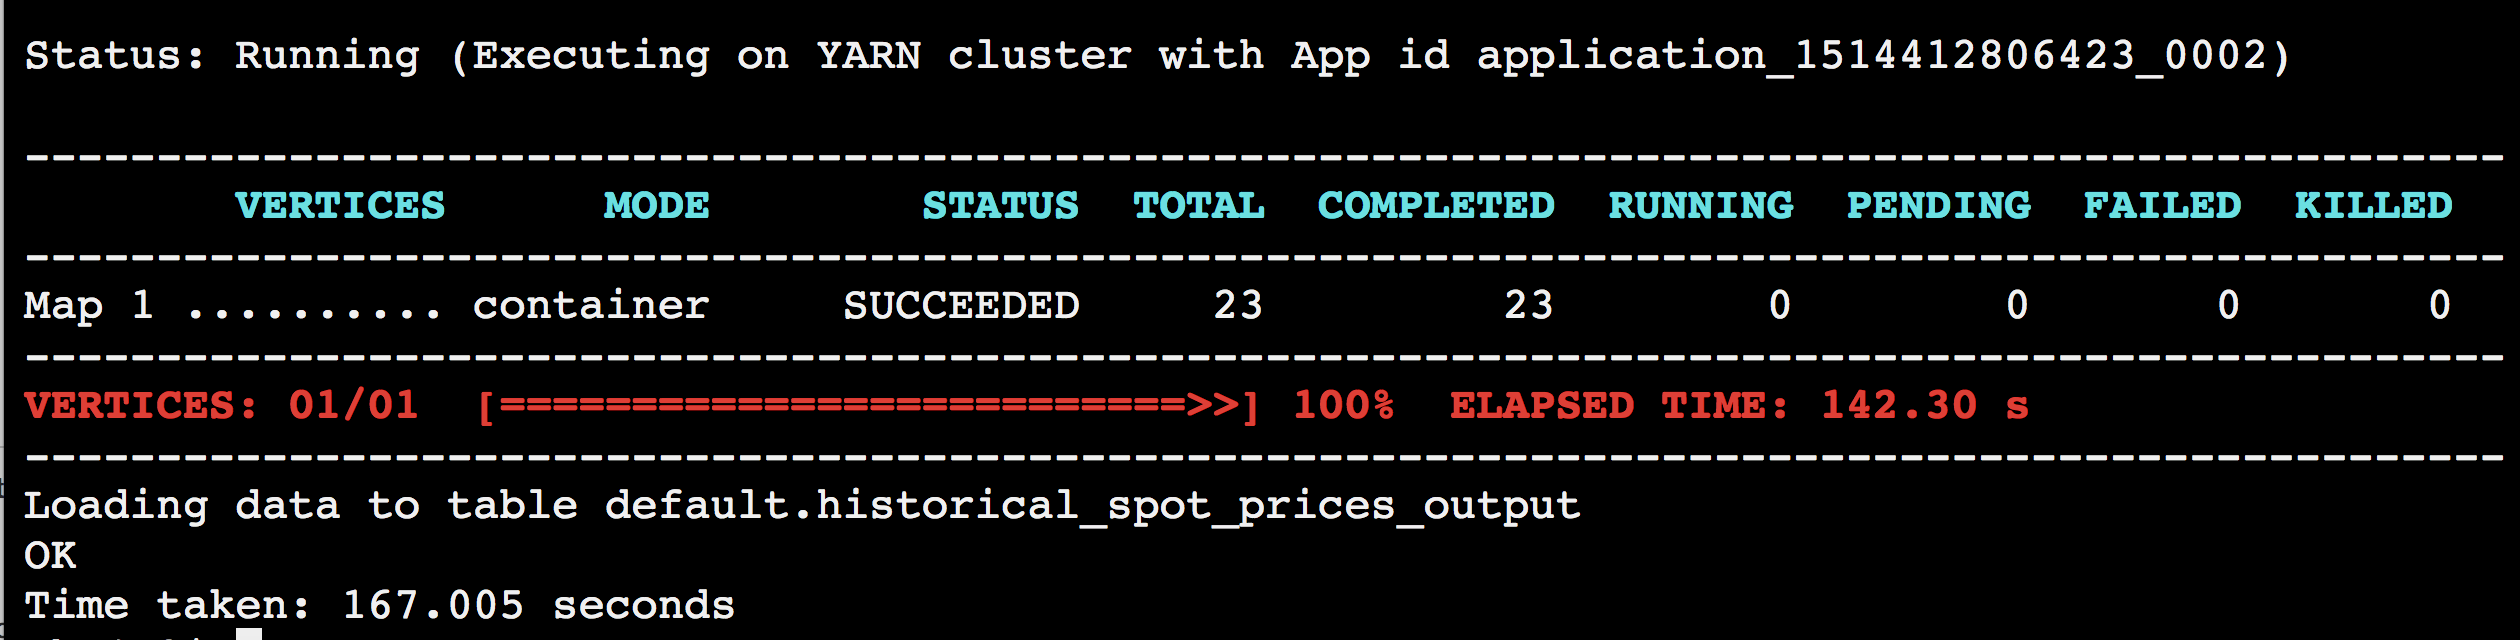 Status: Running (Executing on YARN cluster with App id application_1514412806423_0002)
----------------------------------------------------------------------------------------------
        VERTICES      MODE        STATUS  TOTAL  COMPLETED  RUNNING  PENDING  FAILED  KILLED
----------------------------------------------------------------------------------------------
Map 1 .......... container     SUCCEEDED     23         23        0        0       0       0
----------------------------------------------------------------------------------------------
VERTICES: 01/01  [==========================>>] 100%  ELAPSED TIME: 142.30 s
----------------------------------------------------------------------------------------------
Loading data to table default.historical_spot_prices_output
OK
Time taken: 167.005 seconds